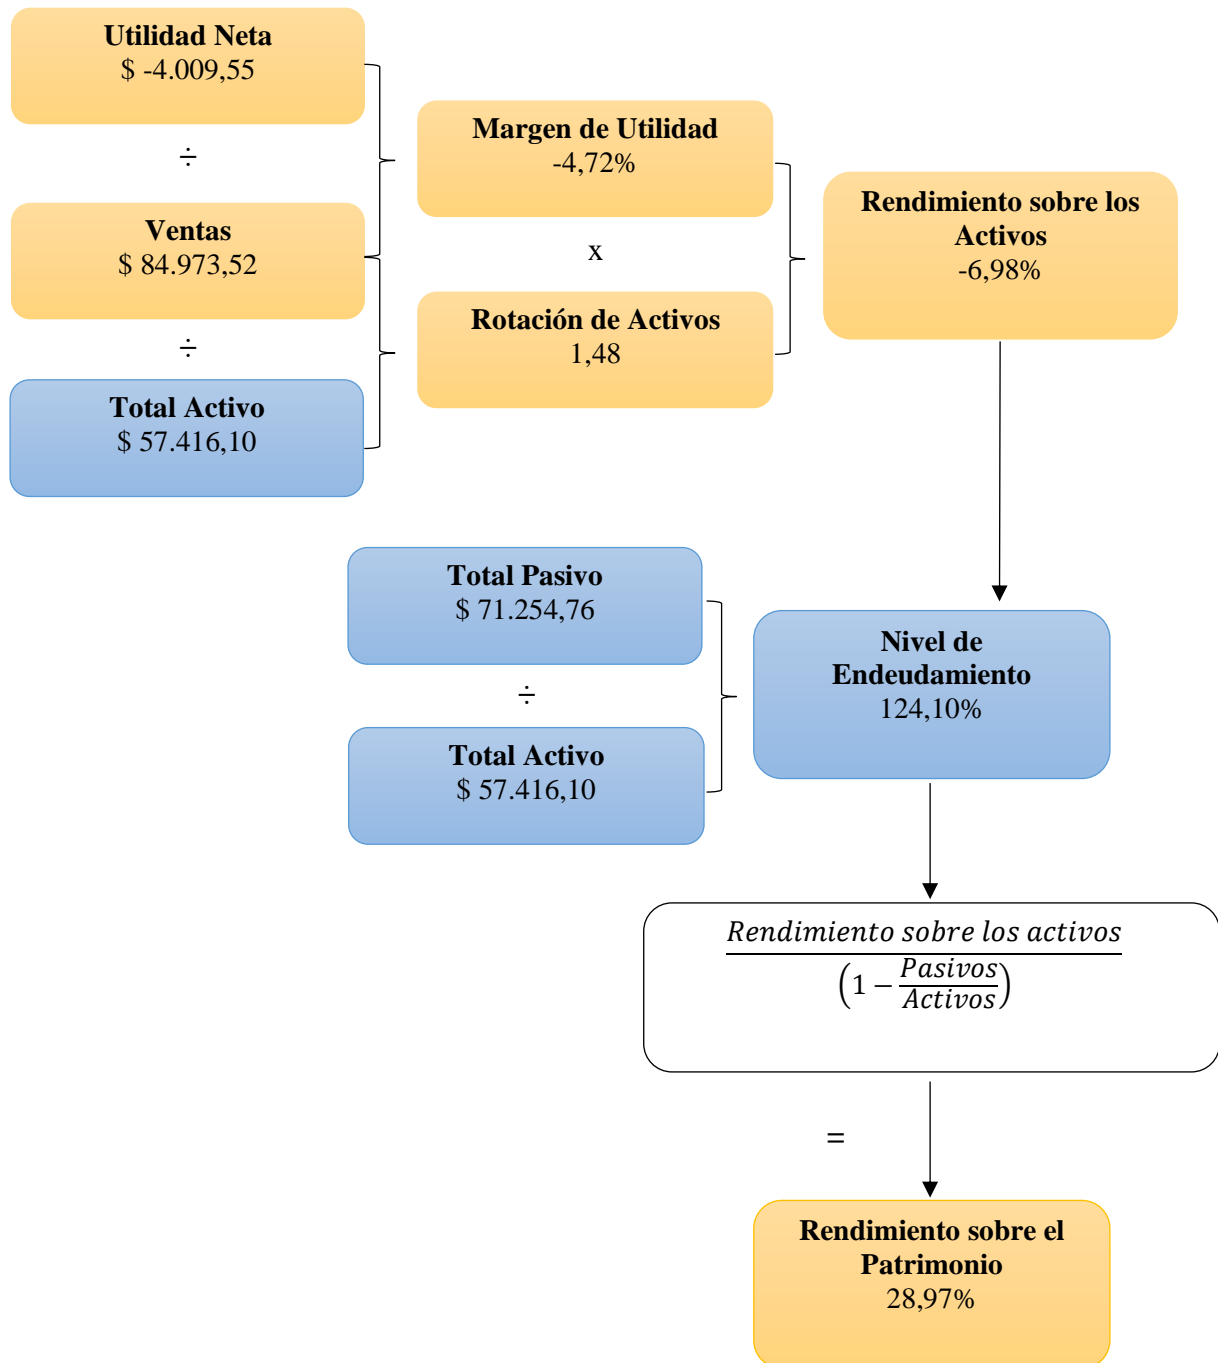 Utilidad Neta
$ -4.009,55
÷
Ventas
$ 84.973,52
÷
Total Activo
$ 57.416,10
Margen de Utilidad
-4,72%
x
Rotación de Activos
1,48
Rendimiento sobre los
Activos
-6,98%
Total Pasivo
$ 71.254,76
÷
Total Activo
$ 57.416,10
Nivel de
Endeudamiento
124,10%
Rendimiento sobre los activos
(1 − Pasivos
Activos)
=
Rendimiento sobre el
Patrimonio
28,97%